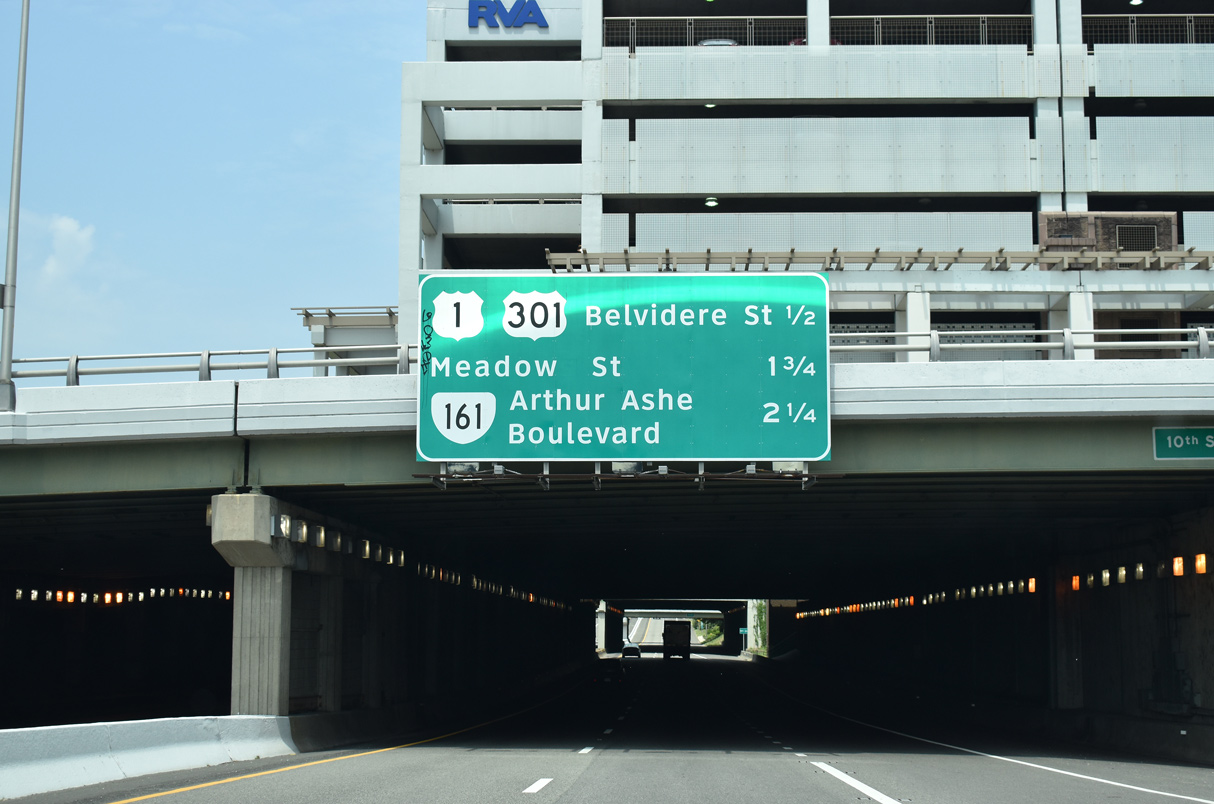 RVA
1 301 Belvidere St 1/2
Meadow St 1 3/4
161 Arthur Ashe 2 1/4
Boulevard
10th S